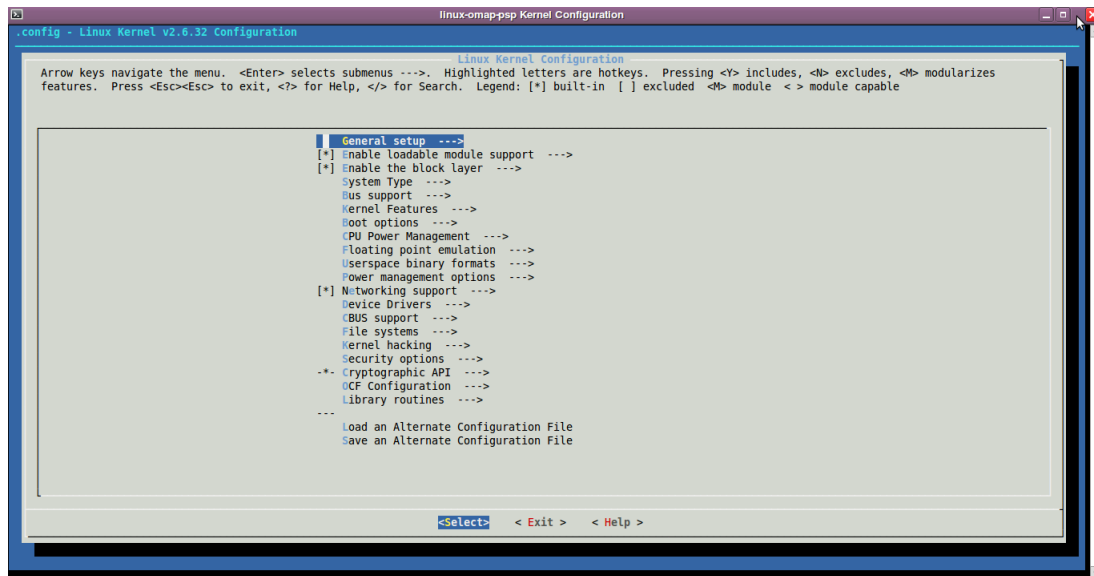 linux-omap-psp Kernel Configuration
.config - Linux Kernel v2.6.32 Configuration
Linux Kernel Configuration
Arrow keys navigate the menu.  <Enter> selects submenus --->.  Highlighted letters are hotkeys.  Pressing <Y> includes, <N> excludes, <M> modularizes
features.  Press <Esc><Esc> to exit, <?> for Help, </> for Search.  Legend: [*] built-in  [ ] excluded  <M> module  < > module capable
General setup  --->
[*] Enable loadable module support  --->
[*] Enable the block layer  --->
System Type  --->
Bus support  --->
Kernel Features  --->
Boot options  --->
CPU Power Management  --->
Floating point emulation  --->
Userspace binary formats  --->
Power management options  --->
[*] Networking support  --->
Device Drivers  --->
CBUS support  --->
File systems  --->
Kernel hacking  --->
Security options  --->
-*- Cryptographic API  --->
OCF Configuration  --->
Library routines  --->
---
Load an Alternate Configuration File
Save an Alternate Configuration File
<Select>    < Exit >    < Help >